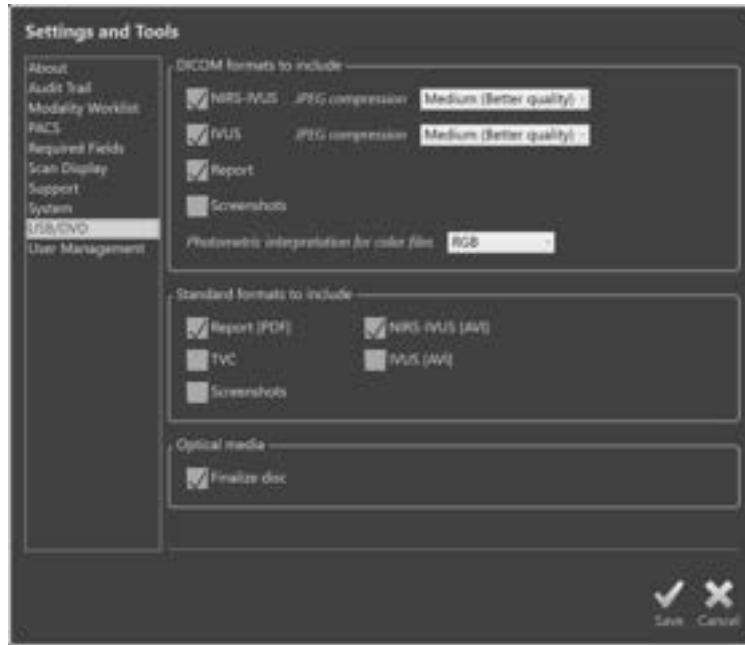 Settings and Tools
About
Audit Trail
Modality Worklist
PACS
Required Fields
Scan Display
Support
System
USB/DVD
User Management
DICOM formats to include
NIRS-IVUS JPEG compression Medium (Better quality)
IVUS JPEG compression Medium (Better quality)
Report
Screenshots
Photometric interpretation for color files RGB
Standard formats to include
Report (PDF) NIRS-IVUS (AVI)
TVC IVUS (AVI)
Screenshots
Optical media
Finalize disc
Save Cancel